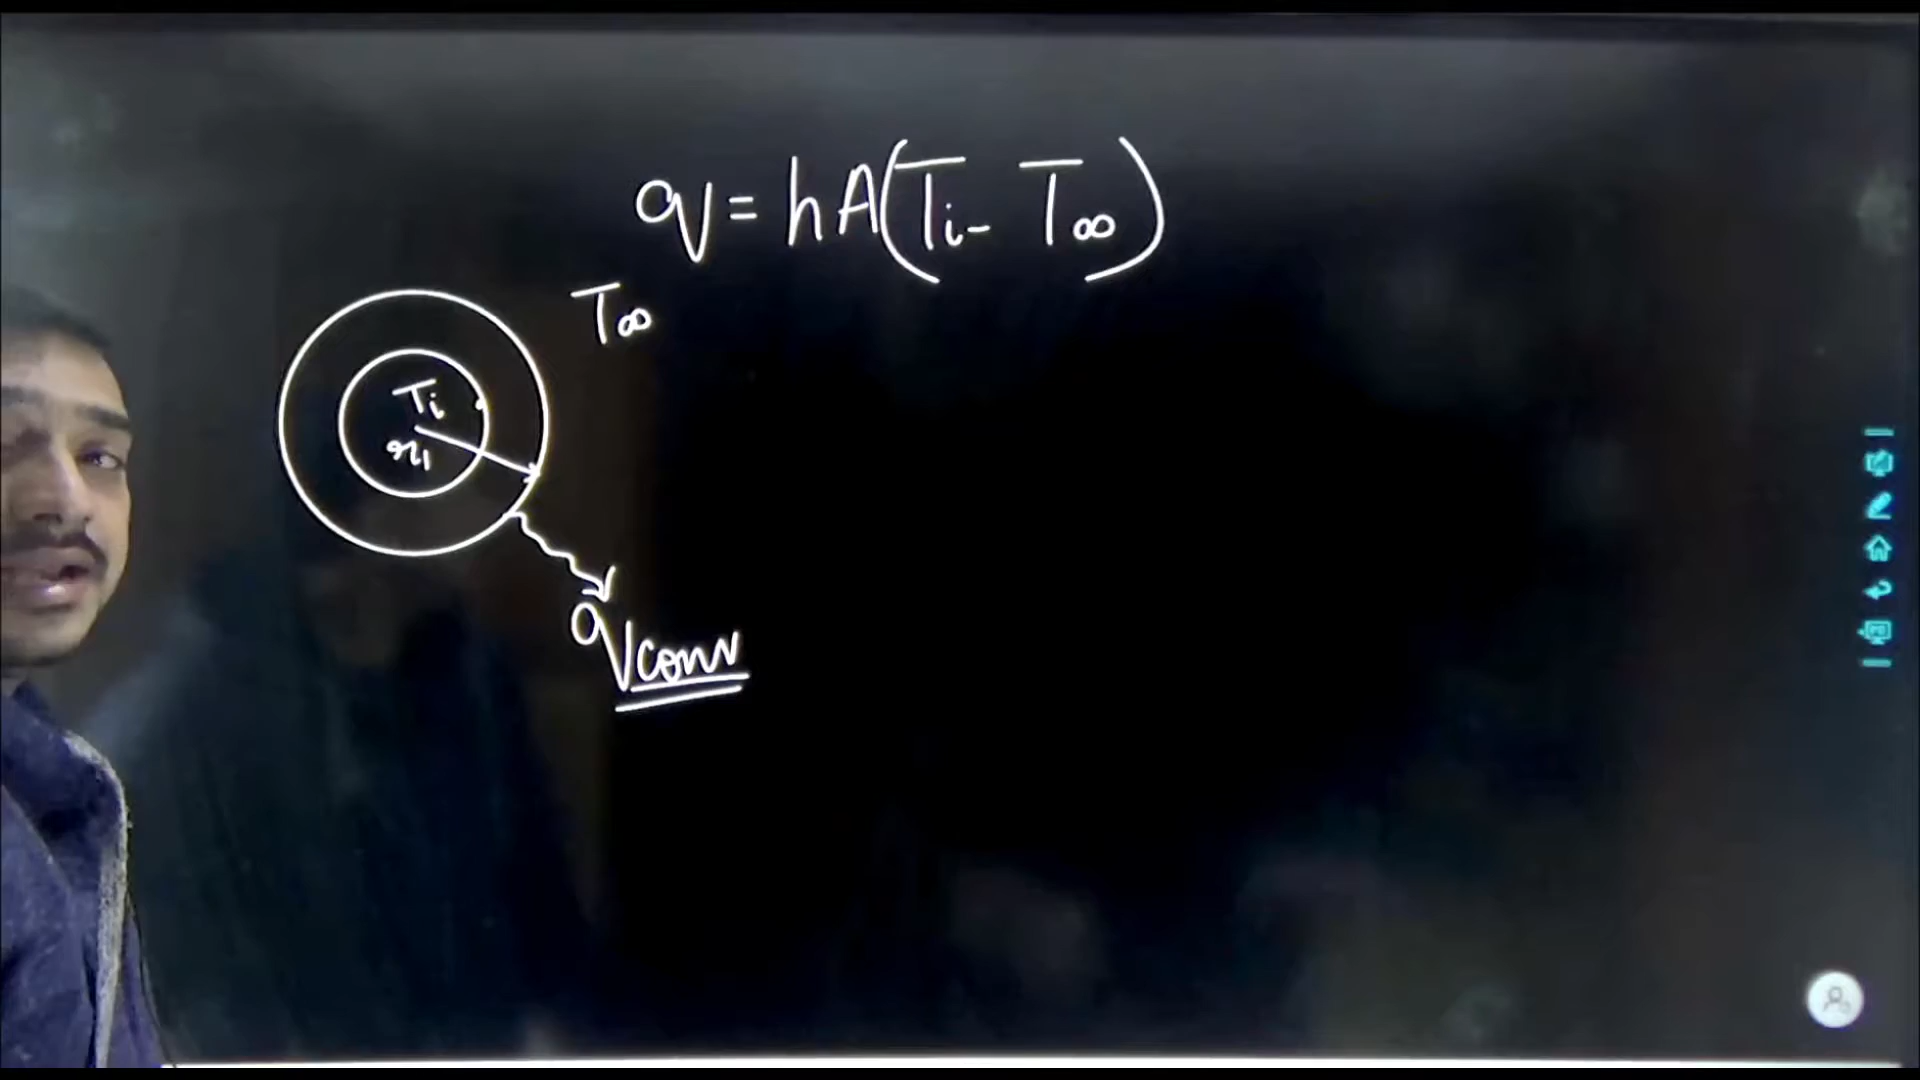 q = hA(Ti - T∞)
T∞
Ti
r1
qconv